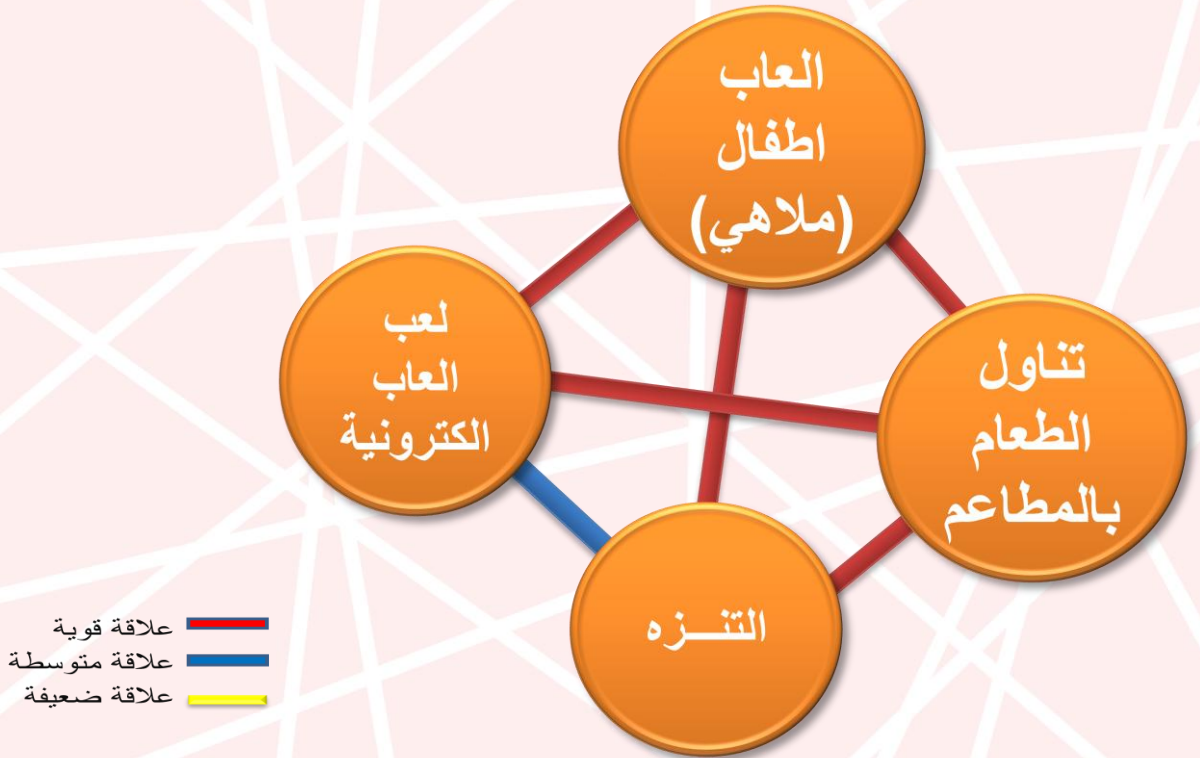 العاب
اطفال
(ملاهي)
لعب
العاب
الكترونية
تناول
الطعام
بالمطاعم
التنــزه
علاقة قوية
علاقة متوسطة
علاقة ضعيفة